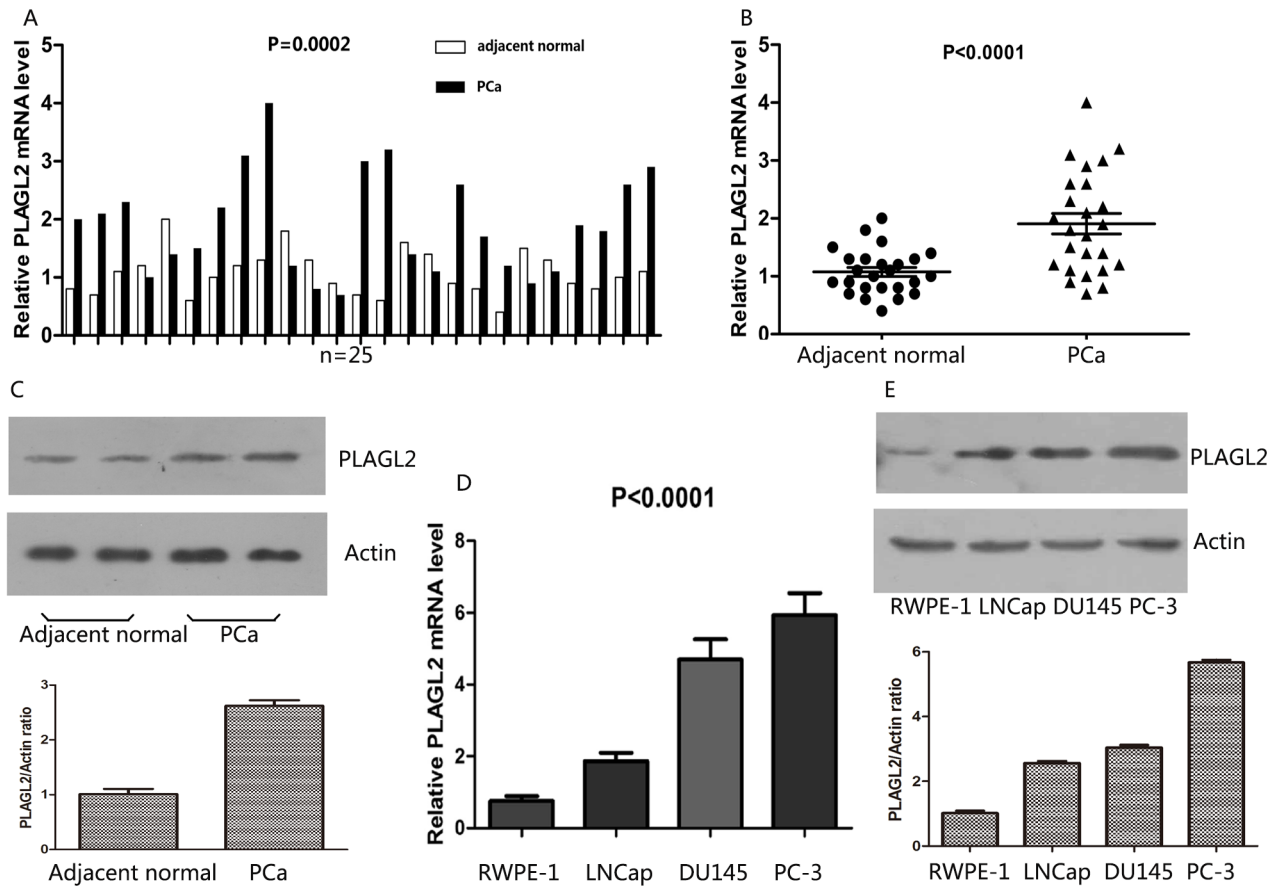 A
P=0.0002
adjacent normal
PCa
Relative PLAGL2 mRNA level
5
4
3
2
1
0
n=25
B
P<0.0001
Relative PLAGL2 mRNA level
5
4
3
2
1
0
Adjacent normal
PCa
C
PLAGL2
Actin
Adjacent normal
PCa
PLAGL2/Actin ratio
3
2
1
0
Adjacent normal
PCa
D
P<0.0001
Relative PLAGL2 mRNA level
8
6
4
2
0
RWPE-1
LNCap
DU145
PC-3
E
PLAGL2
Actin
RWPE-1 LNCap DU145 PC-3
PLAGL2/Actin ratio
6
4
2
0
RWPE-1
LNCap
DU145
PC-3